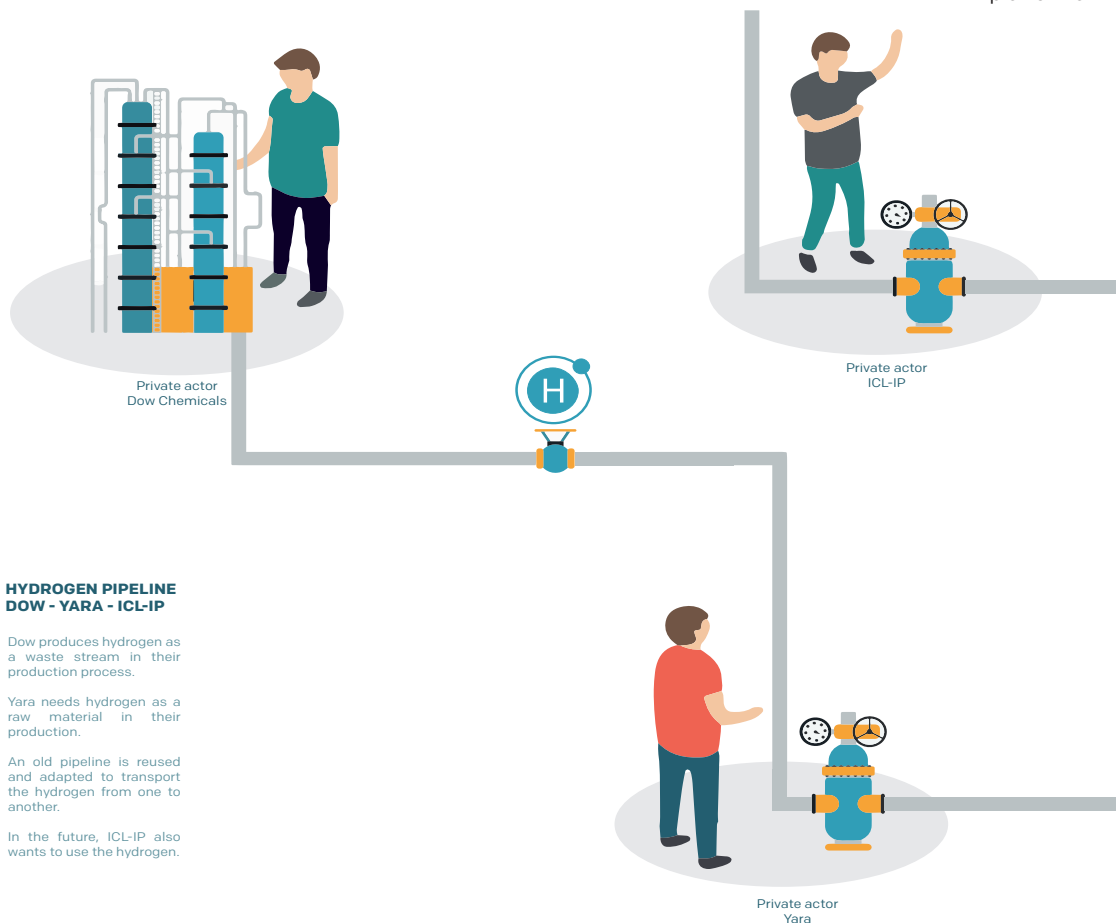 Private actor
ICL-IP
Private actor
Dow Chemicals
H
HYDROGEN PIPELINE
DOW - YARA - ICL-IP
Dow produces hydrogen as
a waste stream in their
production process.
Yara needs hydrogen as a
raw material in their
production.
An old pipeline is reused
and adapted to transport
the hydrogen from one to
another.
In the future, ICL-IP also
wants to use the hydrogen.
Private actor
Yara